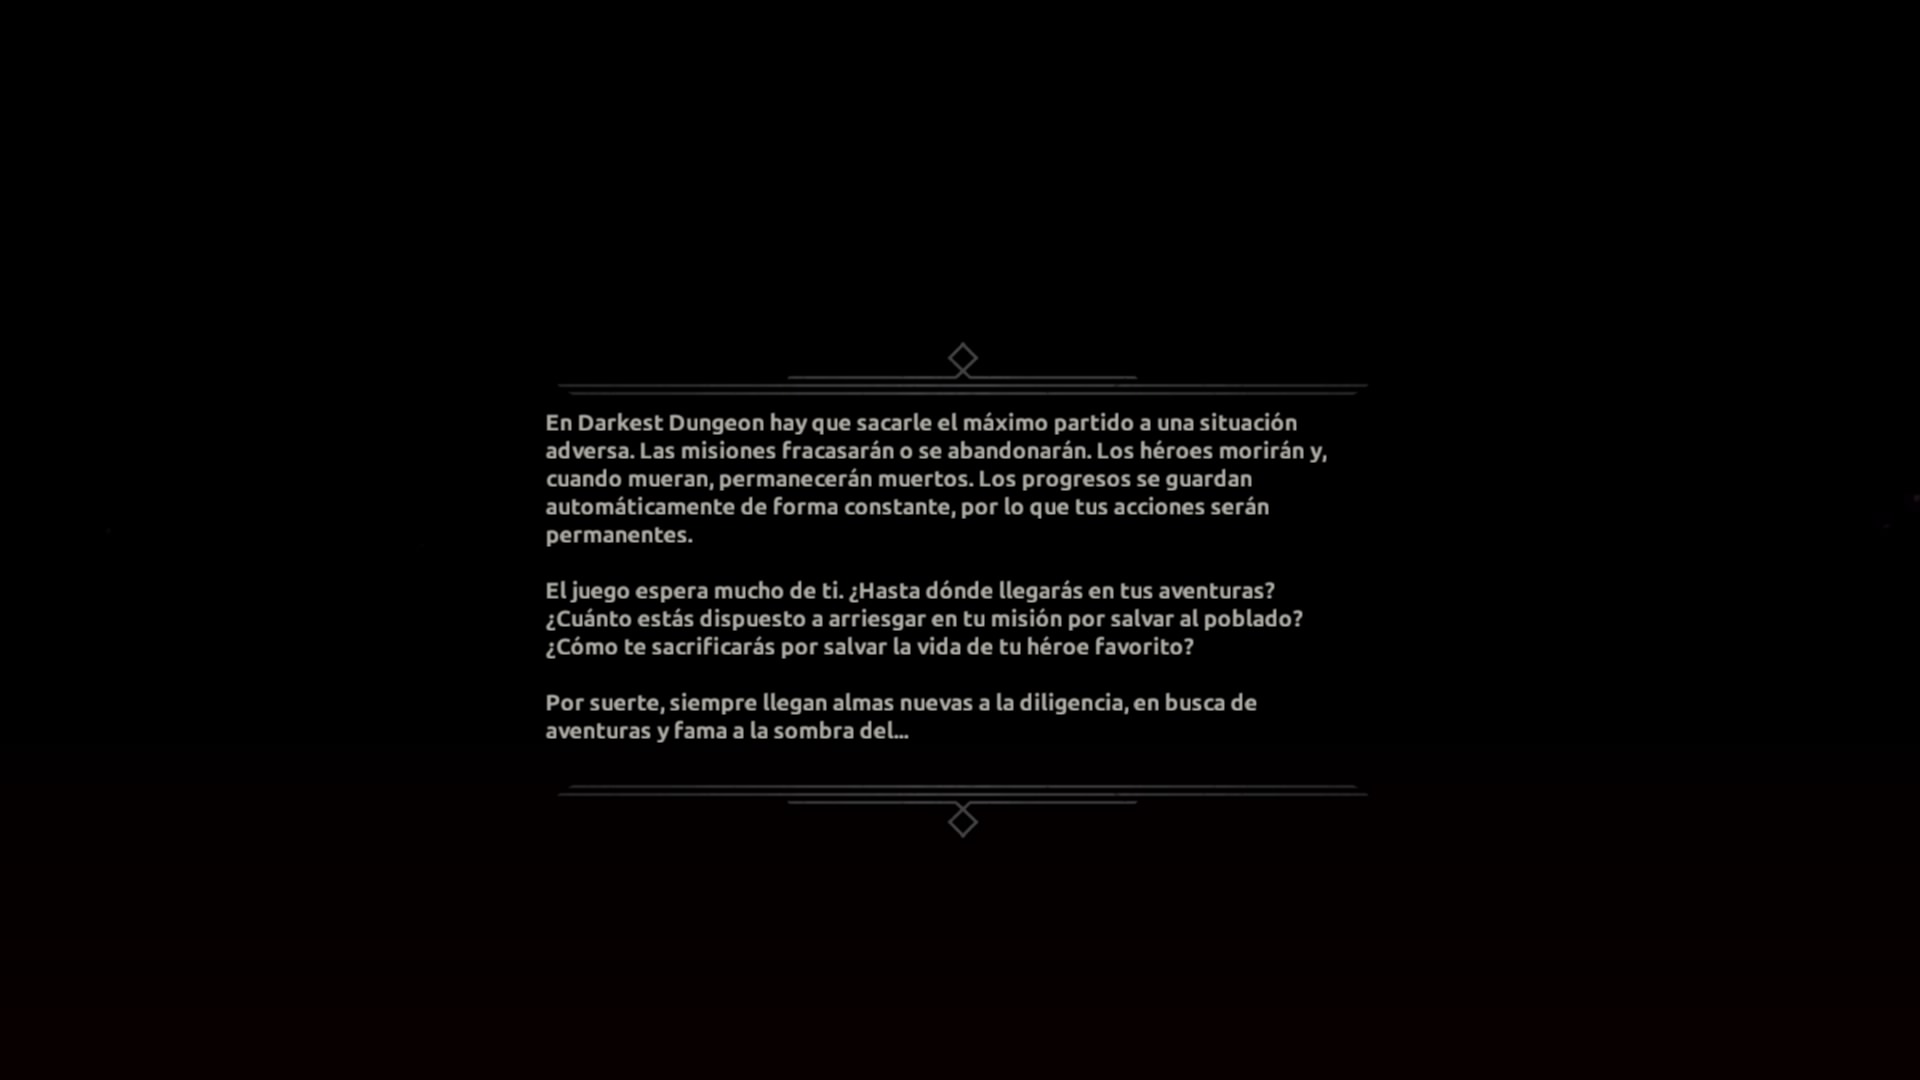 En Darkest Dungeon hay que sacarle el máximo partido a una situación
adversa. Las misiones fracasarán o se abandonarán. Los héroes morirán y,
cuando mueran, permanecerán muertos. Los progresos se guardan
automáticamente de forma constante, por lo que tus acciones serán
permanentes.
El juego espera mucho de ti. ¿Hasta dónde llegarás en tus aventuras?
¿Cuánto estás dispuesto a arriesgar en tu misión por salvar al poblado?
¿Cómo te sacrificarás por salvar la vida de tu héroe favorito?
Por suerte, siempre llegan almas nuevas a la diligencia, en busca de
aventuras y fama a la sombra del...